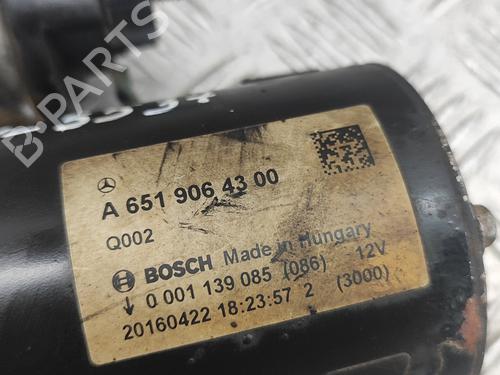 B-PARTS
A 651 906 43 00
Q002
BOSCH Made in Hungary
0 001 139 085 (086) 12V
20160422 18:23:57 2 (3000)